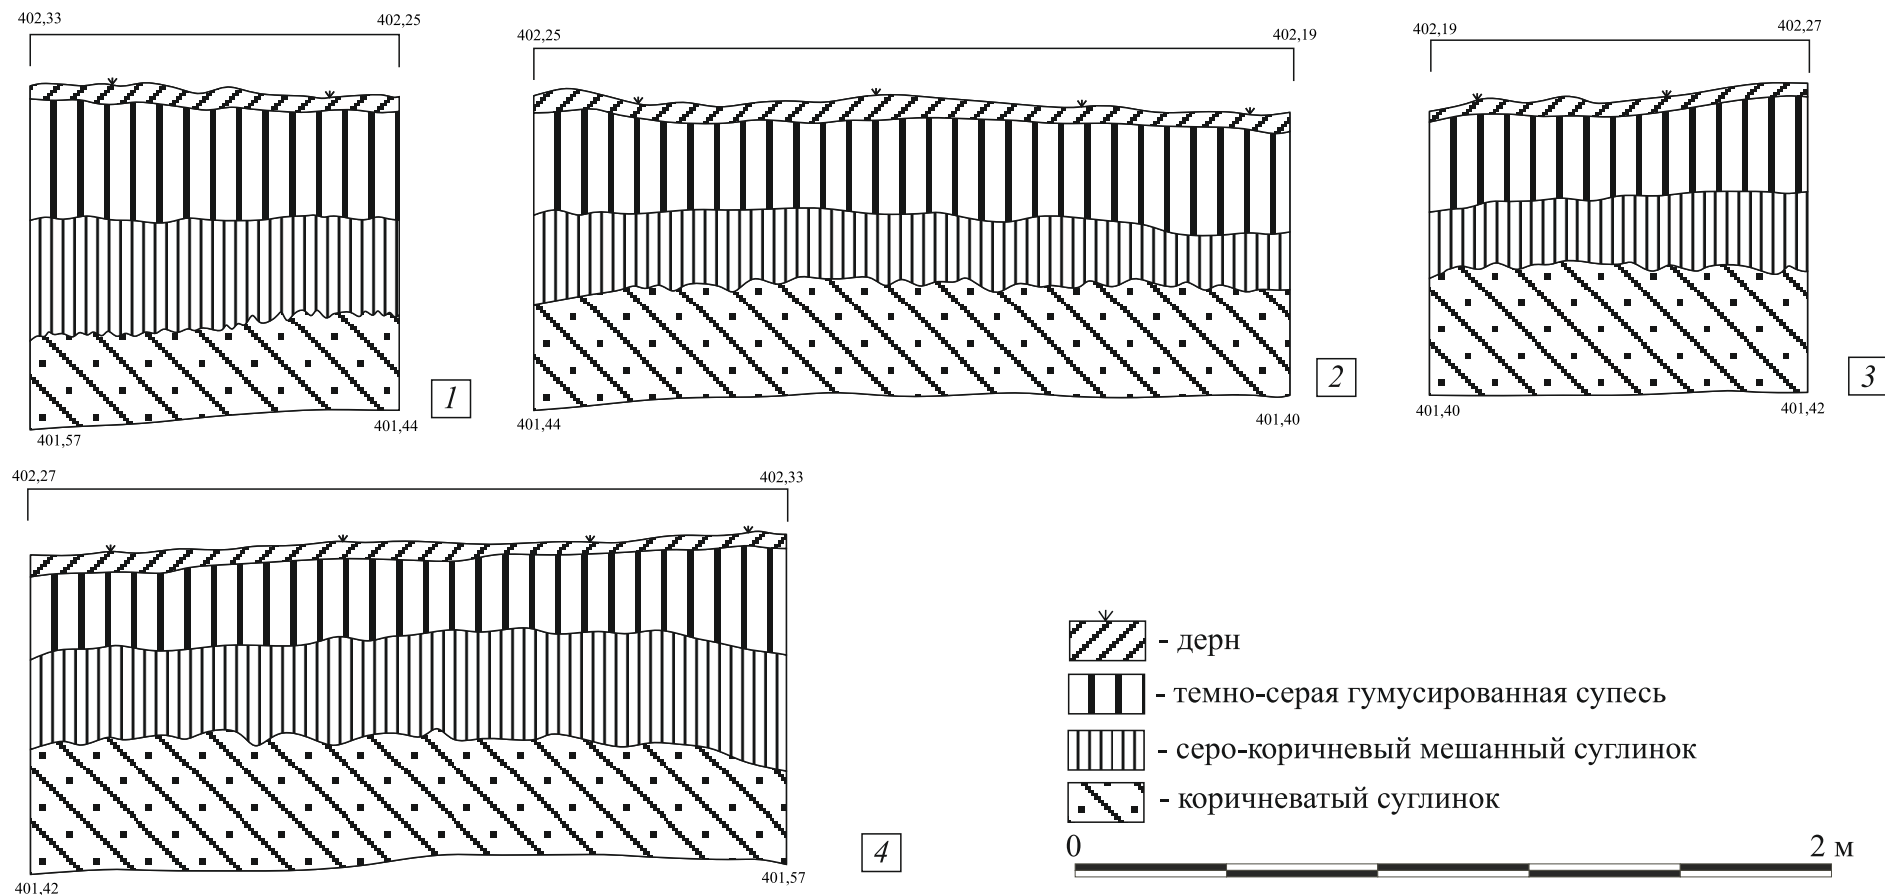 402,33 402,25
402,25 402,19
402,19 402,27
1
2
3
401,57 401,44
401,44 401,40
401,40 401,42
402,27 402,33
4
401,42 401,57
- дерн
- темно-серая гумусированная супесь
- серо-коричневый мешанный суглинок
- коричневатый суглинок
0 2 м